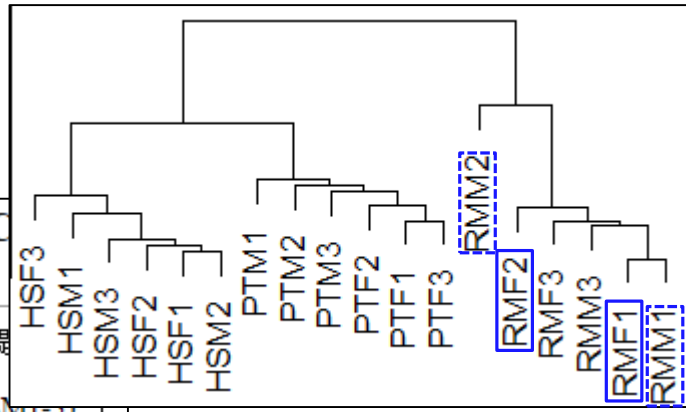 HSF3
HSM1
HSM3
HSF2
HSF1
HSM2
PTM1
PTM2
PTM3
PTF2
PTF1
PTF3
RMM2
RMF2
RMF3
RMM3
RMF1
RMM1